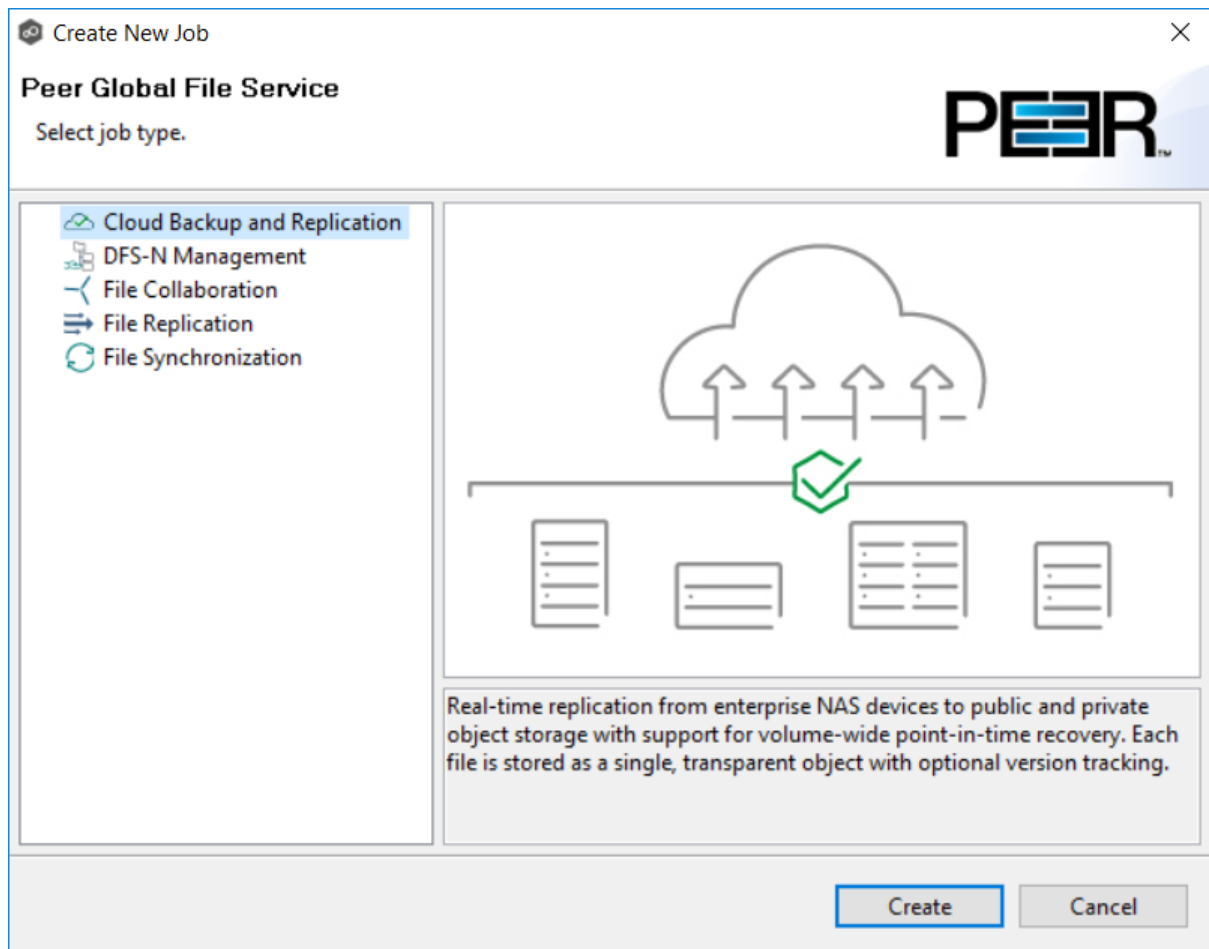 Create New Job
Peer Global File Service
Select job type.
PEER™
Cloud Backup and Replication
DFS-N Management
File Collaboration
File Replication
File Synchronization
Real-time replication from enterprise NAS devices to public and private
object storage with support for volume-wide point-in-time recovery. Each
file is stored as a single, transparent object with optional version tracking.
Create
Cancel